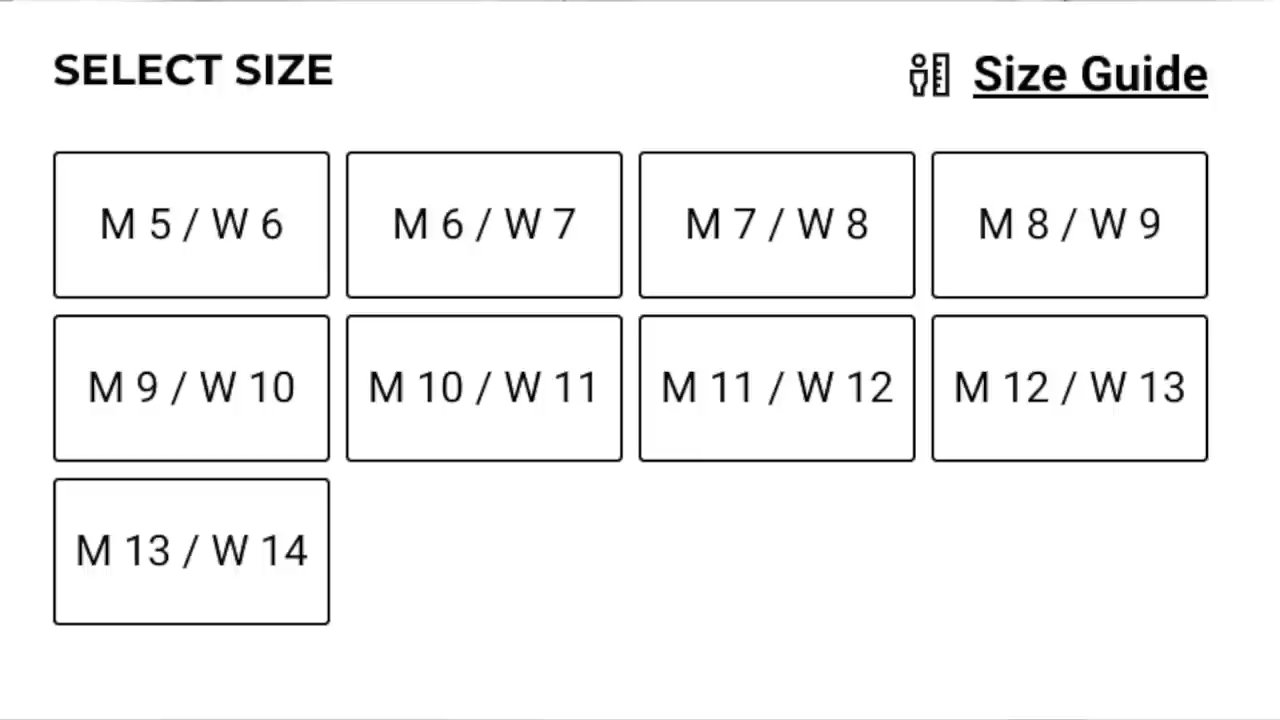 SELECT SIZE Size Guide
M 5 / W 6 M 6 / W 7 M 7 / W 8 M 8 / W 9
M 9 / W 10 M 10 / W 11 M 11 / W 12 M 12 / W 13
M 13 / W 14